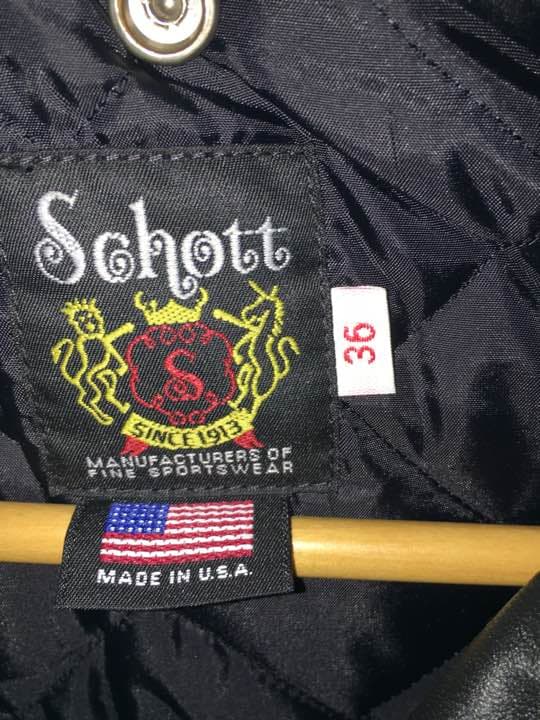 Schott
36
S
SINCE 1913
MANUFACTURERS OF
FINE SPORTSWEAR
MADE IN U.S.A.